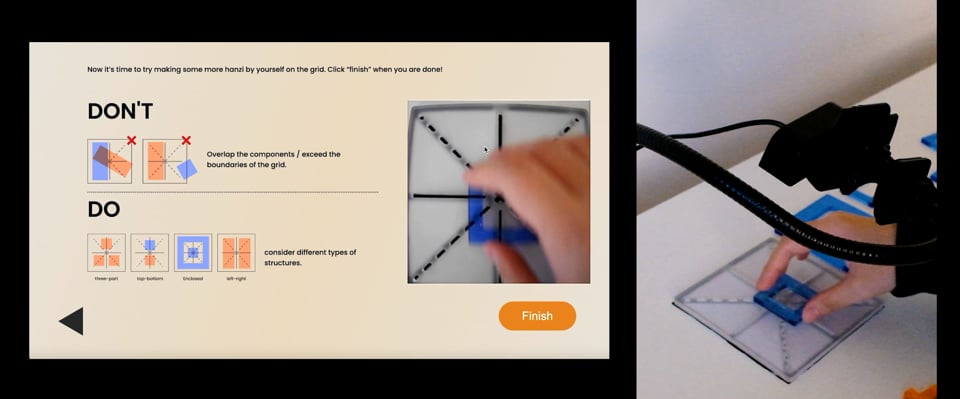 Now it's time to try making some more hanzi by yourself on the grid. Click "finish" when you are done!
DON'T
Overlap the components / exceed the
boundaries of the grid.
DO
consider different types of
structures.
three-part
top-bottom
Enclosed
left-right
Finish